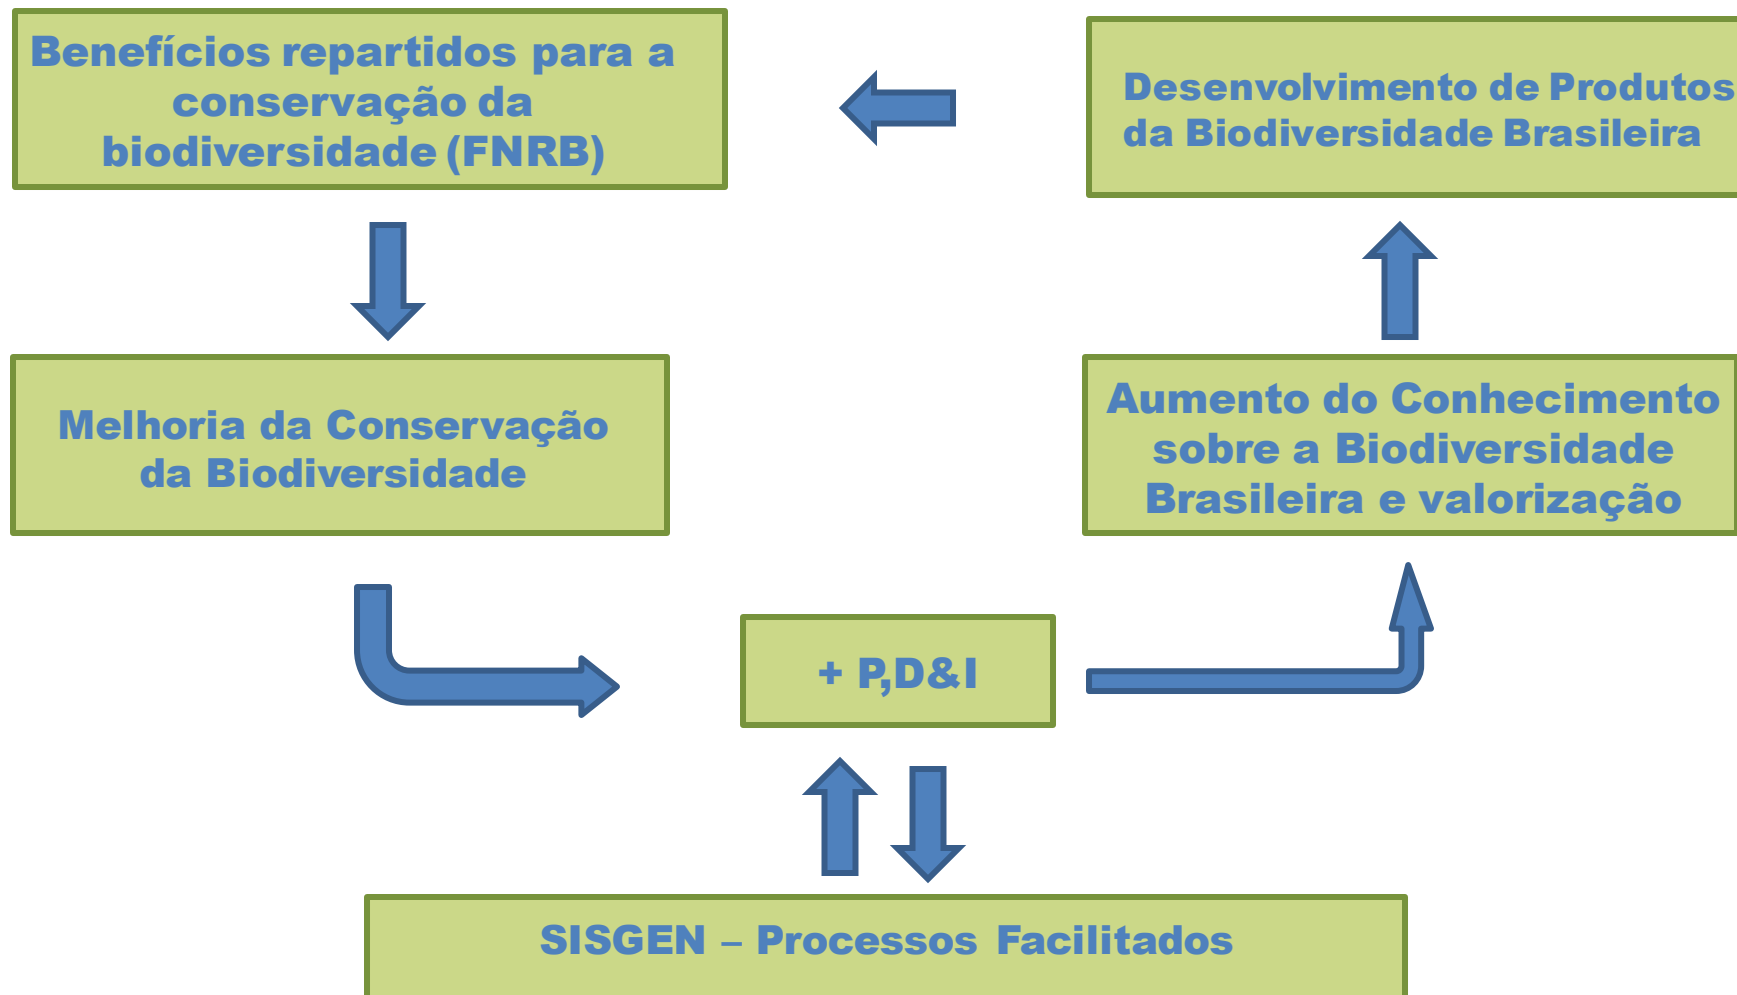 Benefícios repartidos para a
conservação da
biodiversidade (FNRB)
Desenvolvimento de Produtos
da Biodiversidade Brasileira
Melhoria da Conservação
da Biodiversidade
Aumento do Conhecimento
sobre a Biodiversidade
Brasileira e valorização
+ P,D&I
SISGEN – Processos Facilitados